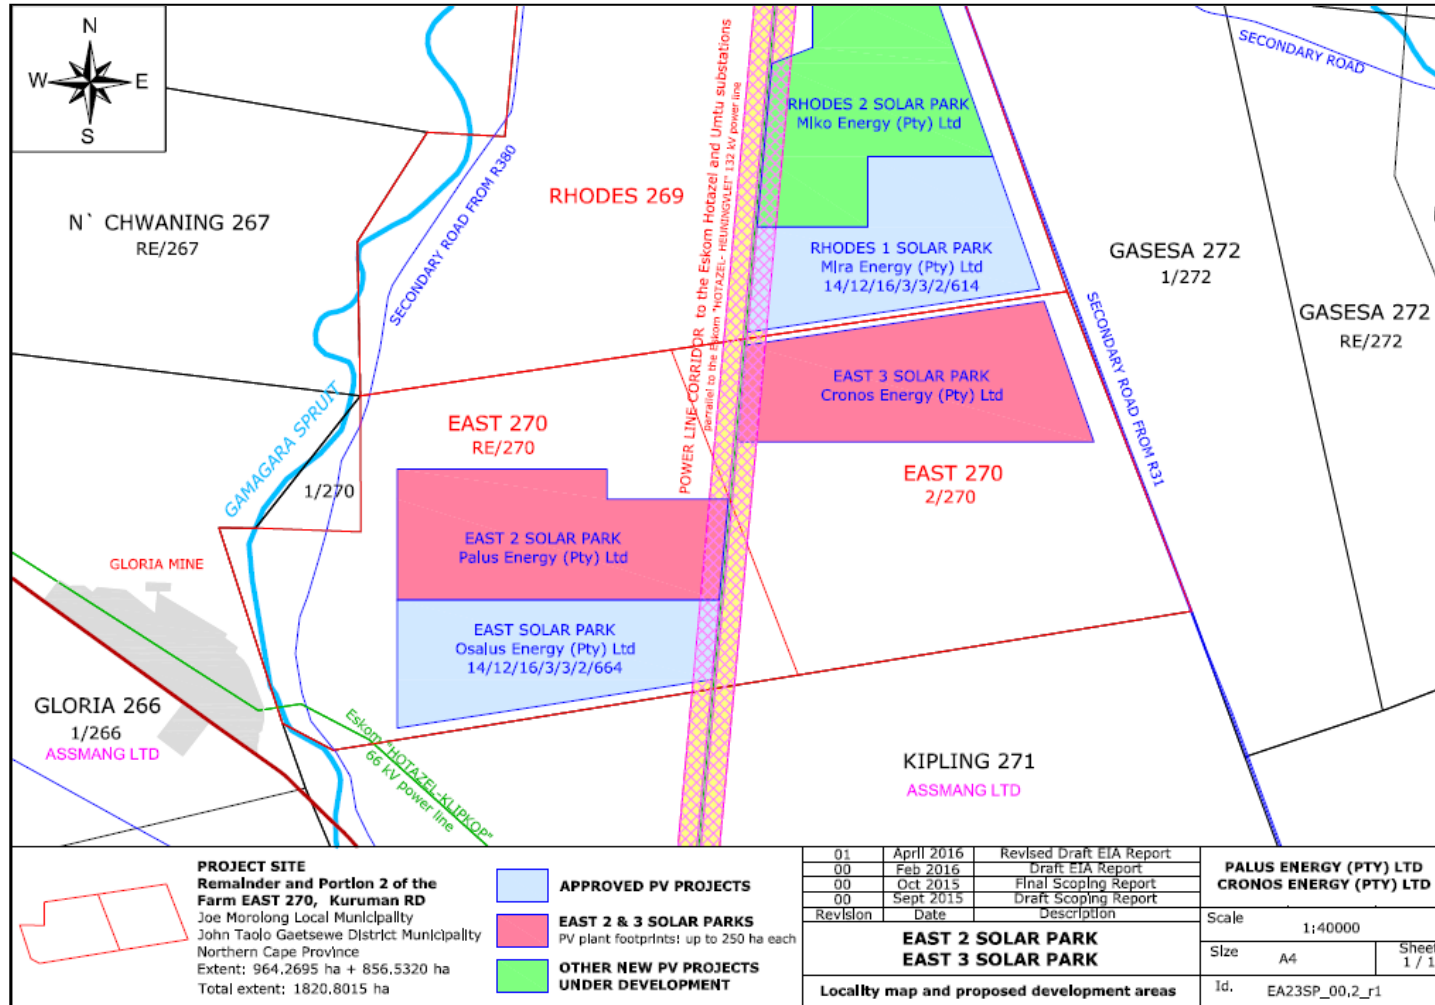 N
W
E
S
SECONDARY ROAD
RHODES 2 SOLAR PARK
Miko Energy (Pty) Ltd
POWER LINE CORRIDOR to the Eskom Hotazel and Umtu substations
parrallel to the Eskom "HOTAZEL- HEUNINGVLEI" 132 kV power line
SECONDARY ROAD FROM R380
RHODES 269
N` CHWANING 267
RE/267
RHODES 1 SOLAR PARK
Mira Energy (Pty) Ltd
14/12/16/3/3/2/614
GASESA 272
1/272
GASESA 272
RE/272
SECONDARY ROAD FROM R31
EAST 3 SOLAR PARK
Cronos Energy (Pty) Ltd
GAMAGARA SPRUIT
EAST 270
RE/270
1/270
EAST 270
2/270
EAST 2 SOLAR PARK
Palus Energy (Pty) Ltd
GLORIA MINE
EAST SOLAR PARK
Osalus Energy (Pty) Ltd
14/12/16/3/3/2/664
GLORIA 266
1/266
ASSMANG LTD
Eskom "HOTAZEL-KLIPKOP"
66 kV power line
KIPLING 271
ASSMANG LTD
PROJECT SITE
Remainder and Portion 2 of the
Farm EAST 270, Kuruman RD
Joe Morolong Local Municipality
John Taolo Gaetsewe District Municipality
Northern Cape Province
Extent: 964.2695 ha + 856.5320 ha
Total extent: 1820.8015 ha
APPROVED PV PROJECTS
EAST 2 & 3 SOLAR PARKS
PV plant footprints: up to 250 ha each
OTHER NEW PV PROJECTS
UNDER DEVELOPMENT
01 April 2016 Revised Draft EIA Report
00 Feb 2016 Draft EIA Report
00 Oct 2015 Final Scoping Report
00 Sept 2015 Draft Scoping Report
Revision Date Description
EAST 2 SOLAR PARK
EAST 3 SOLAR PARK
Locality map and proposed development areas
PALUS ENERGY (PTY) LTD
CRONOS ENERGY (PTY) LTD
Scale 1:40000
Size A4 Sheet
1 / 1
Id. EA23SP_00.2_r1